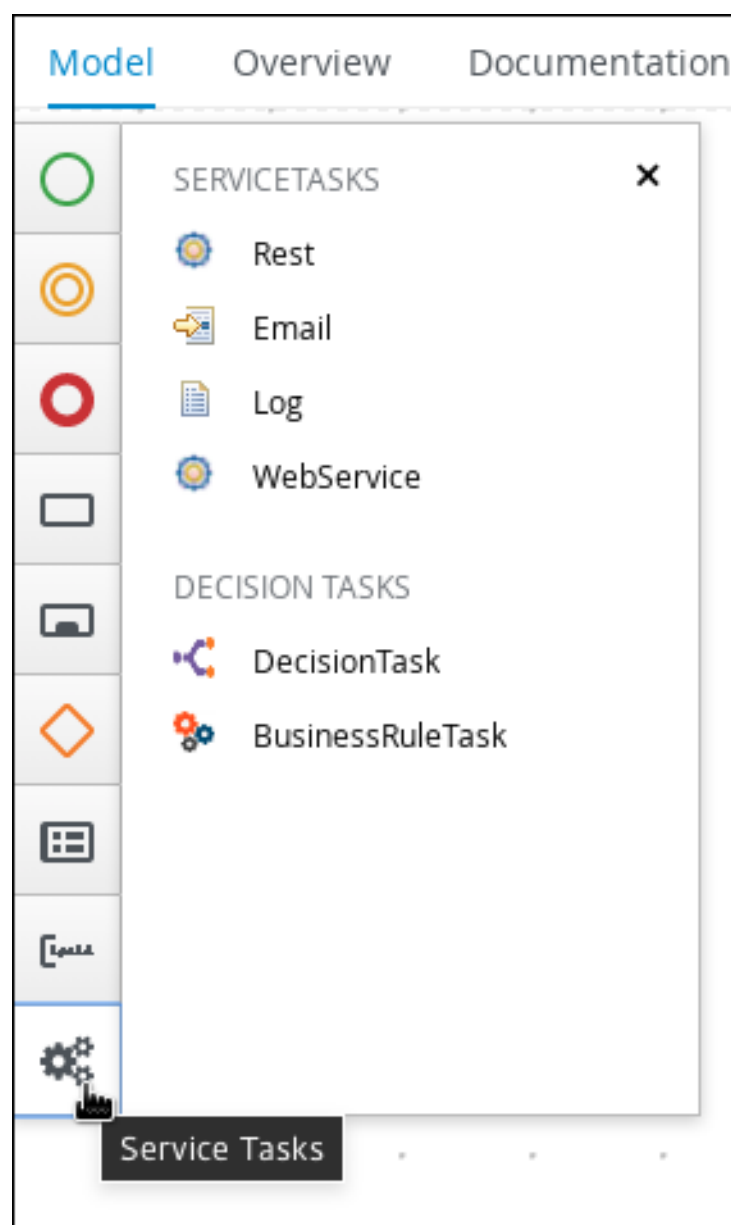 Model Overview Documentation
SERVICETASKS
Rest
Email
Log
WebService
DECISION TASKS
DecisionTask
BusinessRuleTask
Service Tasks